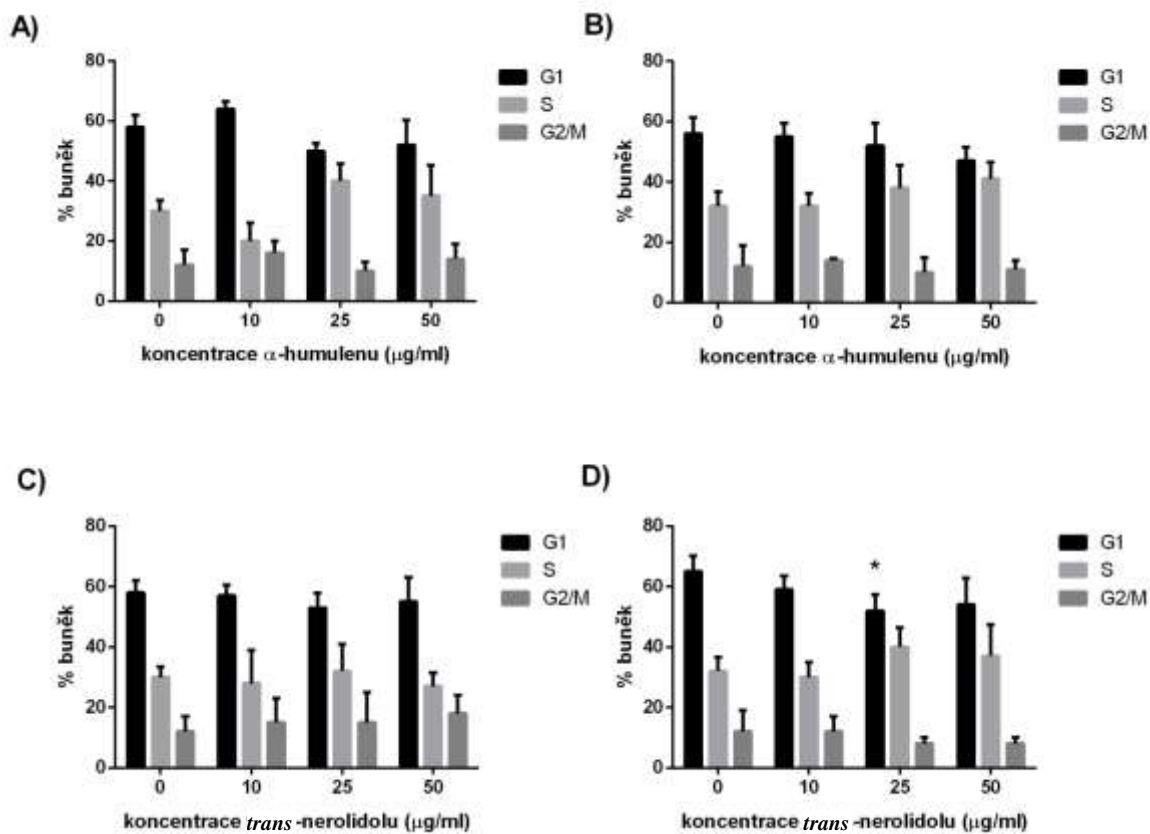 A)
80
60
40
20
0
% buněk
0 10 25 50
koncentrace α-humulenu (µg/ml)
G1
S
G2/M
B)
80
60
40
20
0
% buněk
0 10 25 50
koncentrace α-humulenu (µg/ml)
G1
S
G2/M
C)
80
60
40
20
0
% buněk
0 10 25 50
koncentrace trans-nerolidolu (µg/ml)
G1
S
G2/M
D)
80
60
40
20
0
% buněk
*
0 10 25 50
koncentrace trans-nerolidolu (µg/ml)
G1
S
G2/M